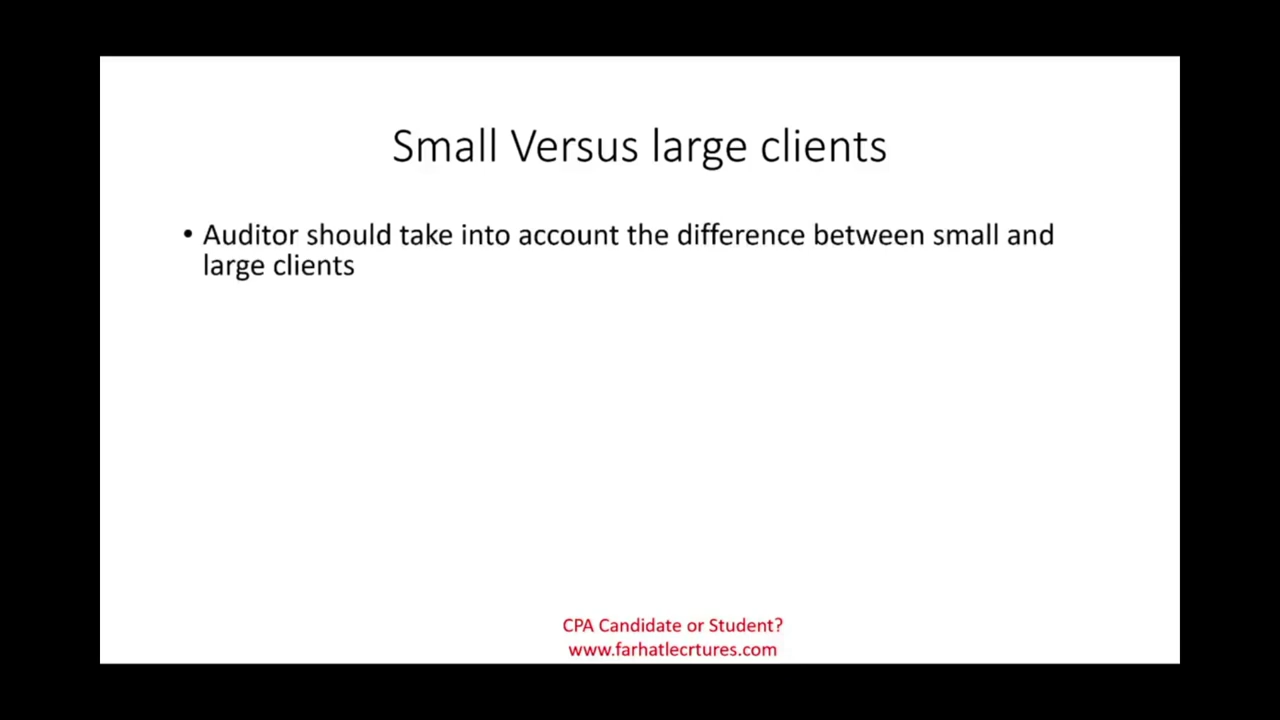 Small Versus large clients
• Auditor should take into account the difference between small and
large clients
CPA Candidate or Student?
www.farhatlecrtures.com